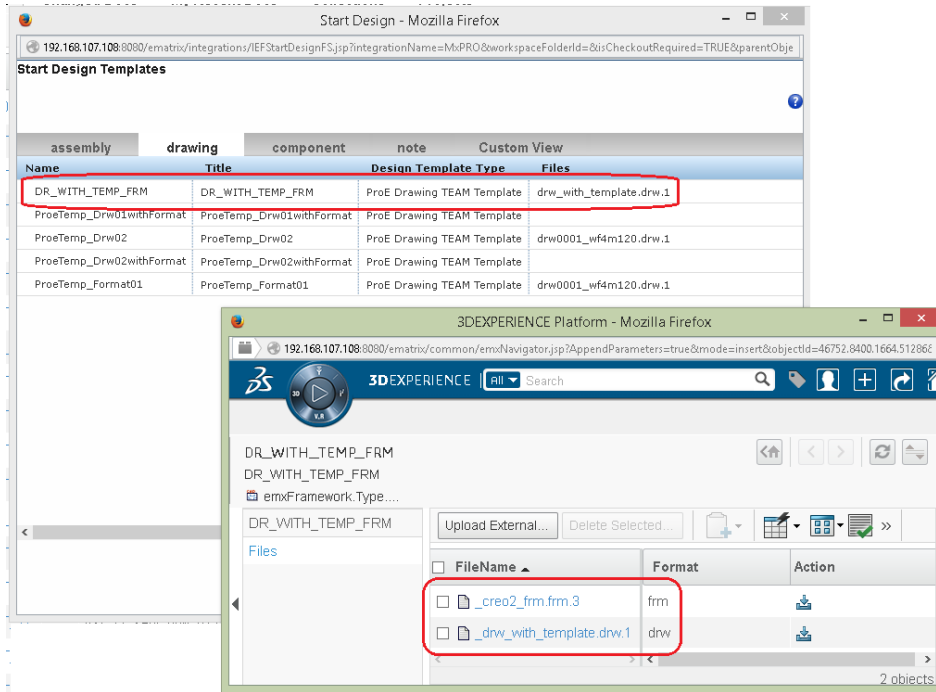 Start Design - Mozilla Firefox
192.168.107.108:8080/ematrix/integrations/IEFStartDesignFS.jsp?integrationName=MxPRO&workspaceFolderId=&isCheckoutRequired=TRUE&parentObje
Start Design Templates
assembly drawing component note Custom View
Name Title Design Template Type Files
DR_WITH_TEMP_FRM DR_WITH_TEMP_FRM ProE Drawing TEAM Template drw_with_template.drw.1
ProeTemp_Drw01withFormat ProeTemp_Drw01withFormat ProE Drawing TEAM Template
ProeTemp_Drw02 ProeTemp_Drw02 ProE Drawing TEAM Template drw0001_wf4m120.drw.1
ProeTemp_Drw02withFormat ProeTemp_Drw02withFormat ProE Drawing TEAM Template
ProeTemp_Format01 ProeTemp_Format01 ProE Drawing TEAM Template drw0001_wf4m120.drw.1
3DEXPERIENCE Platform - Mozilla Firefox
192.168.107.108:8080/ematrix/common/emxNavigator.jsp?AppendParameters=true&mode=insert&objectId=46752.8400.1664.51286
3DEXPERIENCE | All Search
3D
V.R
DR_WITH_TEMP_FRM
DR_WITH_TEMP_FRM
emxFramework.Type....
DR_WITH_TEMP_FRM Upload External... Delete Selected...
Files
FileName Format Action
_creo2_frm.frm.3 frm
_drw_with_template.drw.1 drw
2 objects